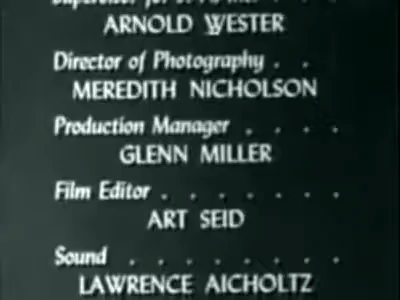 ARNOLD WESTER
Director of Photography . .
MEREDITH NICHOLSON
Production Manager . . . .
GLENN MILLER
Film Editor . . . . . . .
ART SEID
Sound . . . . . . . .
LAWRENCE AICHOLTZ